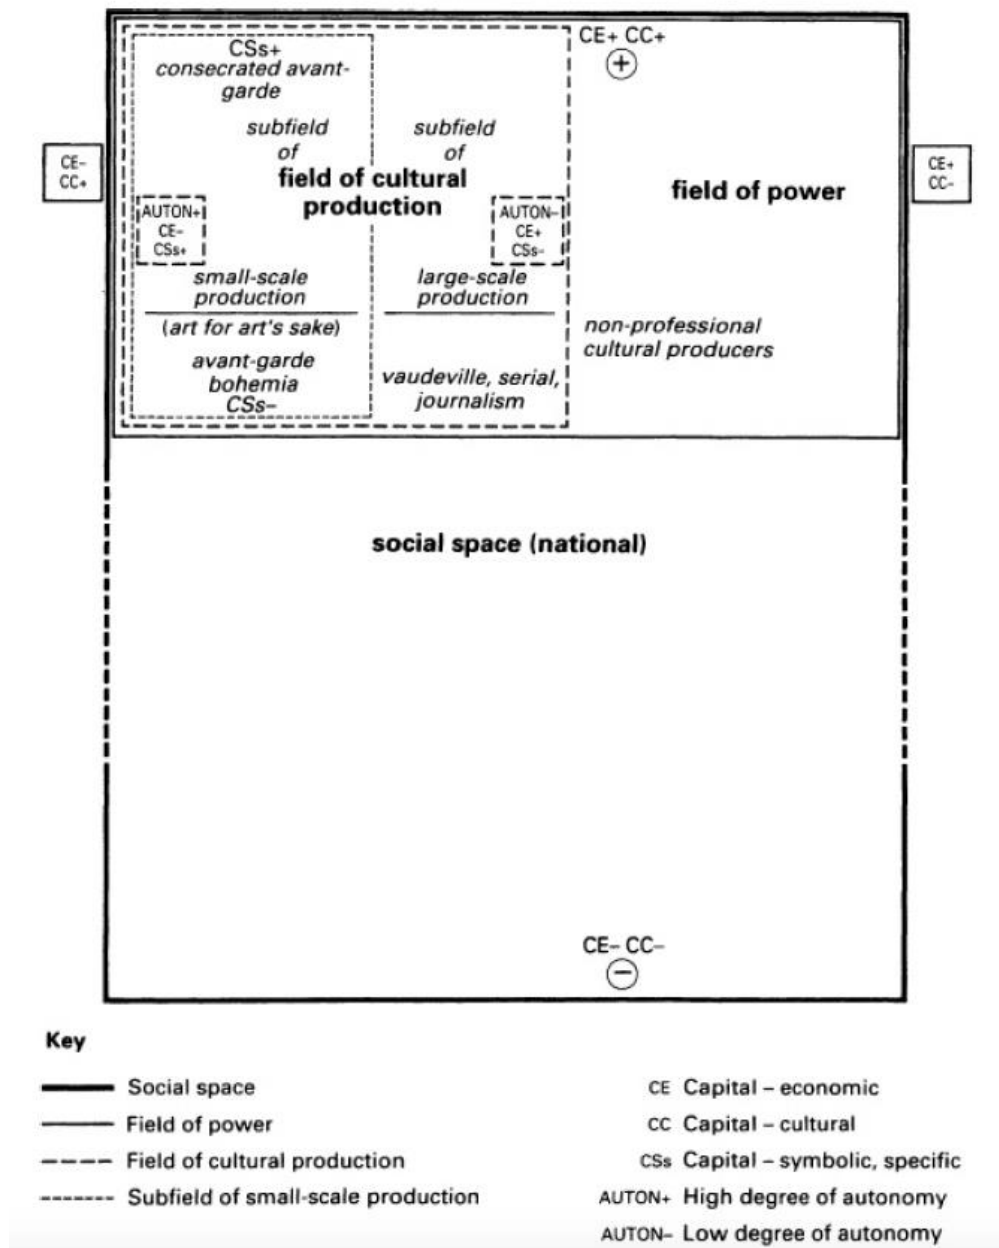 CE+ CC+
+
CSs+
consecrated avant-
garde
subfield
of
subfield
of
field of cultural
production
field of power
CE–
CC+
CE+
CC–
AUTON+
CE–
CSs+
AUTON–
CE+
CSs–
small-scale
production
(art for art's sake)
large-scale
production
avant-garde
bohemia
CSs–
vaudeville, serial,
journalism
non-professional
cultural producers
social space (national)
CE– CC–
–
Key
Social space
Field of power
Field of cultural production
Subfield of small-scale production
CE Capital – economic
CC Capital – cultural
CSs Capital – symbolic, specific
AUTON+ High degree of autonomy
AUTON– Low degree of autonomy